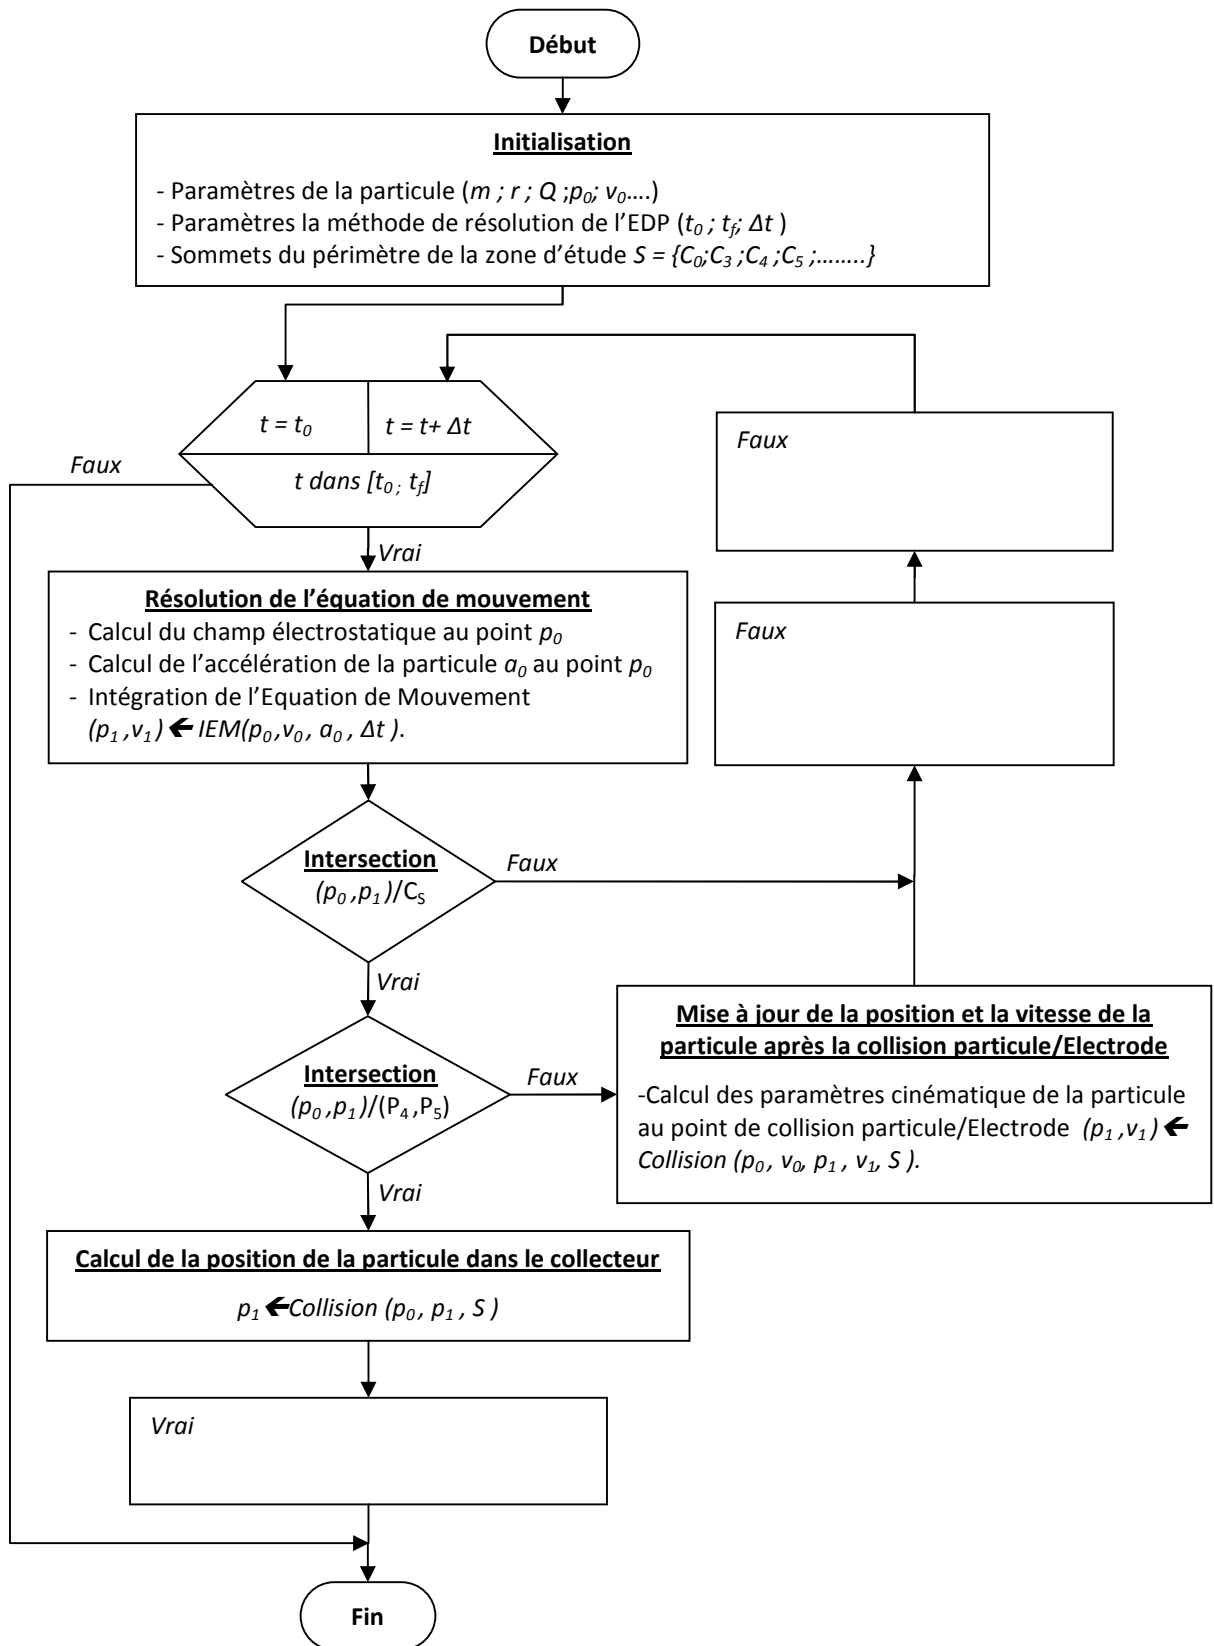 Début
Initialisation
- Paramètres de la particule (m ; r ; Q ;p0; v0....)
- Paramètres la méthode de résolution de l’EDP (t0 ; tf; Δt )
- Sommets du périmètre de la zone d’étude S = {C0;C3 ;C4 ;C5 ;........}
t = t0
t = t+ Δt
Faux
t dans [t0 ; tf]
Vrai
Résolution de l’équation de mouvement
- Calcul du champ électrostatique au point p0
- Calcul de l’accélération de la particule a0 au point p0
- Intégration de l’Equation de Mouvement
(p1 ,v1 ) ← IEM(p0,v0, a0 , Δt ).
Faux
Faux
Intersection
(p0 ,p1 )/CS
Faux
Vrai
Intersection
(p0 ,p1 )/(P4 ,P5)
Faux
Mise à jour de la position et la vitesse de la
particule après la collision particule/Electrode
-Calcul des paramètres cinématique de la particule
au point de collision particule/Electrode (p1 ,v1 ) ←
Collision (p0 , v0, p1 , v1, S ).
Vrai
Calcul de la position de la particule dans le collecteur
p1 ←Collision (p0 , p1 , S )
Vrai
Fin